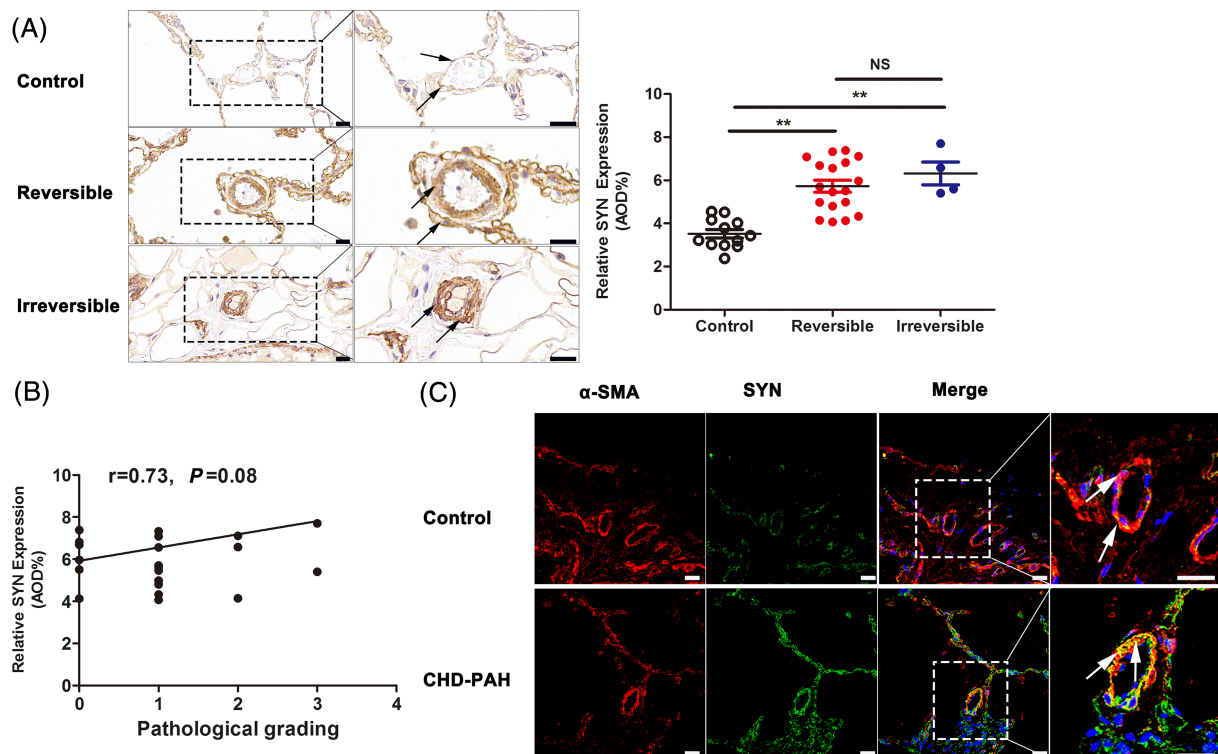 (A)
Control
Reversible
Irreversible
NS
**
**
Relative SYN Expression
(AOD%)
10
8
6
4
2
0
Control
Reversible
Irreversible
(B)
r=0.73, P=0.08
Relative SYN Expression
(AOD%)
10
8
6
4
2
0
0
1
2
3
4
Pathological grading
(C)
α-SMA
SYN
Merge
Control
CHD-PAH